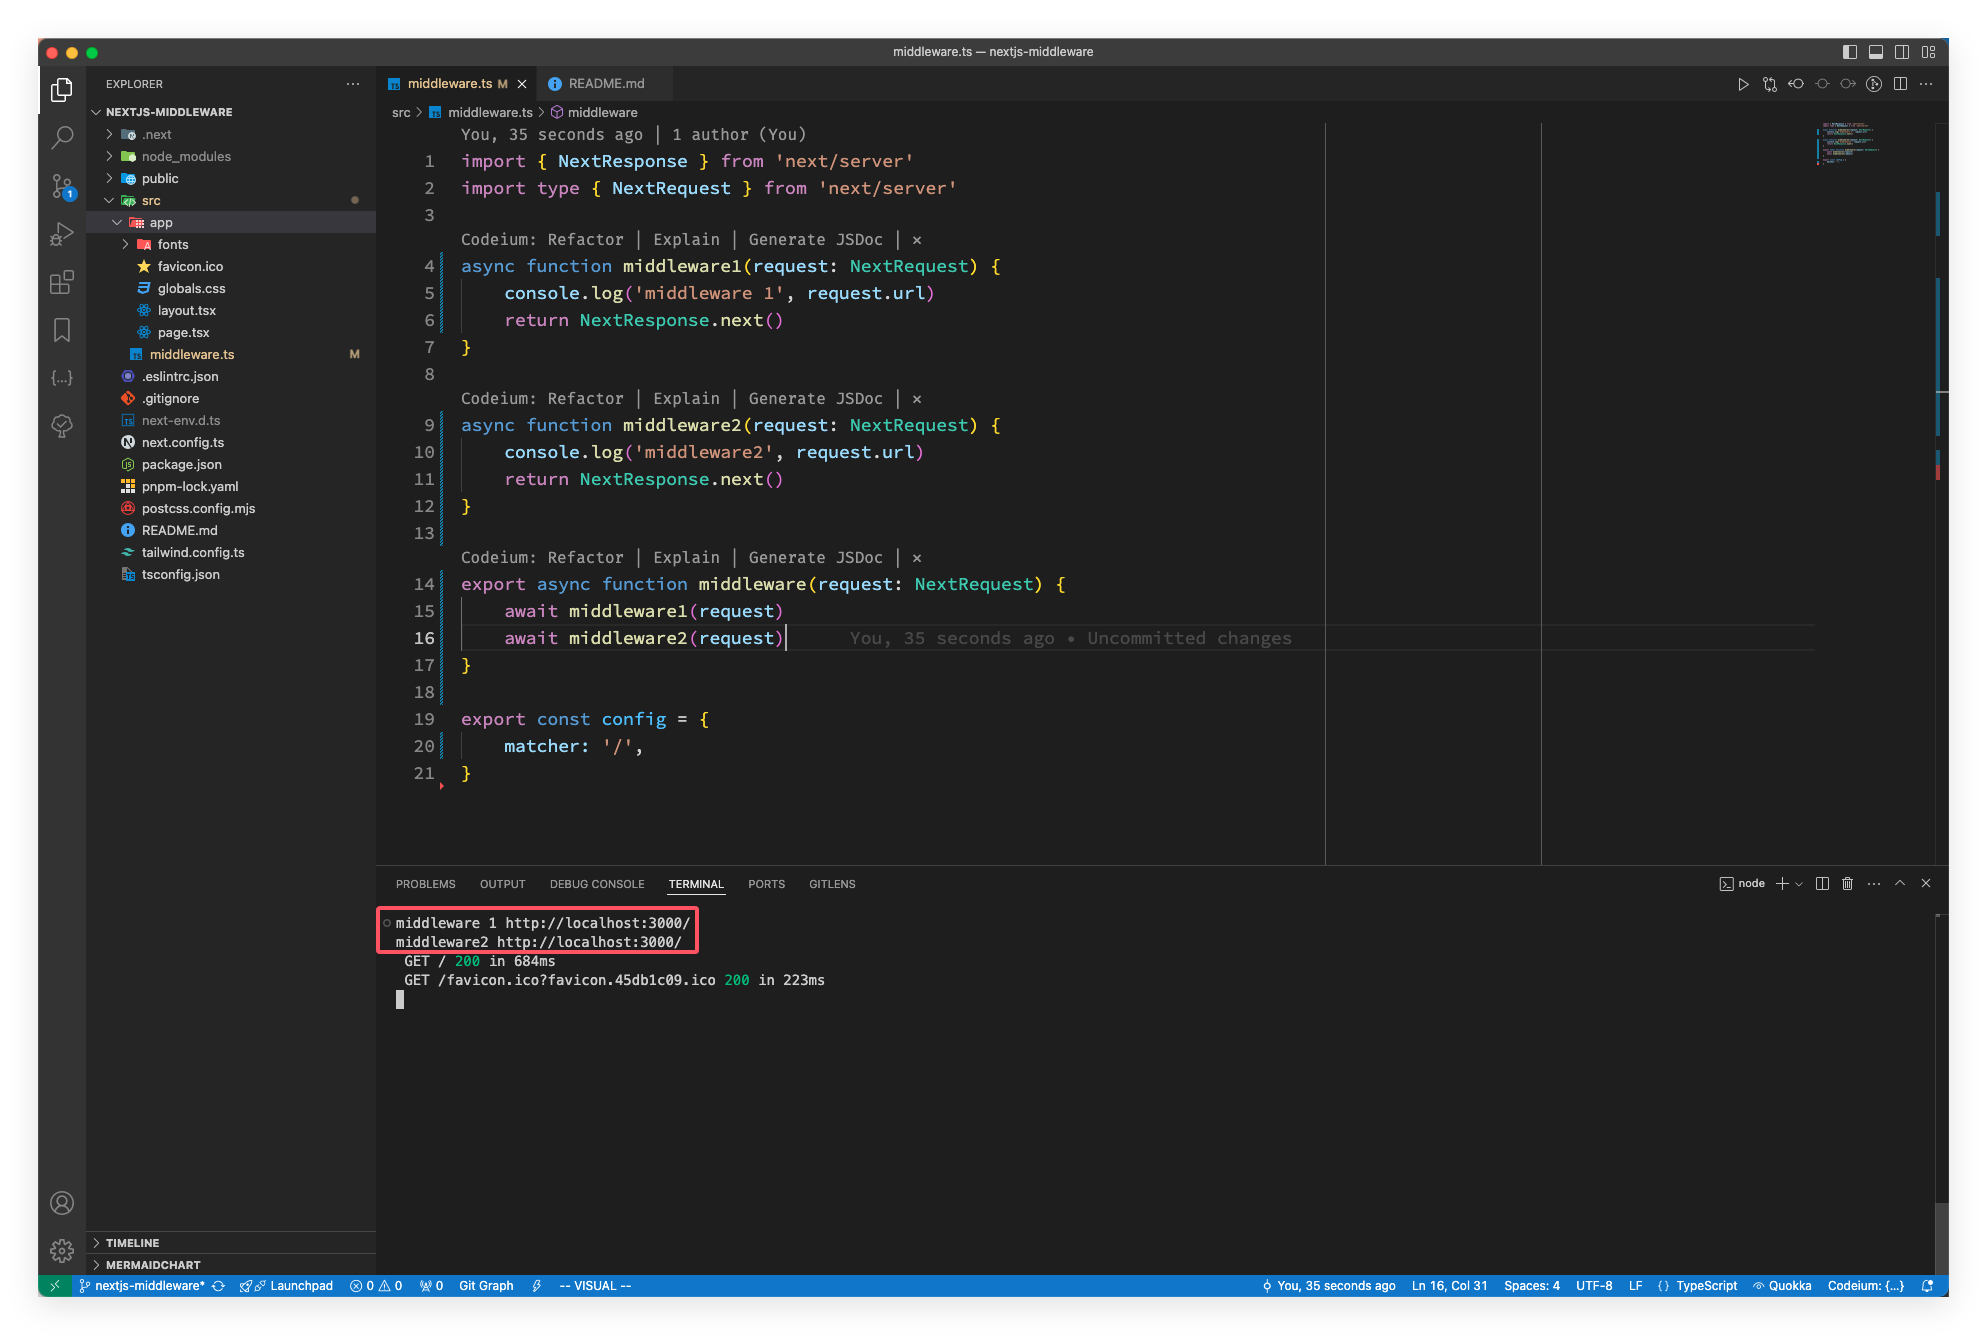 middleware.ts — nextjs-middleware
EXPLORER
NEXTJS-MIDDLEWARE
.next
node_modules
public
src
app
fonts
favicon.ico
globals.css
layout.tsx
page.tsx
middleware.ts M
.eslintrc.json
.gitignore
next-env.d.ts
next.config.ts
package.json
pnpm-lock.yaml
postcss.config.mjs
README.md
tailwind.config.ts
tsconfig.json
TIMELINE
MERMAIDCHART
1
middleware.ts M
README.md
src > middleware.ts > middleware
You, 35 seconds ago | 1 author (You)
1 import { NextResponse } from 'next/server'
2 import type { NextRequest } from 'next/server'
3
Codeium: Refactor | Explain | Generate JSDoc | ×
4 async function middleware1(request: NextRequest) {
5 console.log('middleware 1', request.url)
6 return NextResponse.next()
7 }
8
Codeium: Refactor | Explain | Generate JSDoc | ×
9 async function middleware2(request: NextRequest) {
10 console.log('middleware2', request.url)
11 return NextResponse.next()
12 }
13
Codeium: Refactor | Explain | Generate JSDoc | ×
14 export async function middleware(request: NextRequest) {
15 await middleware1(request)
16 await middleware2(request) You, 35 seconds ago • Uncommitted changes
17 }
18
19 export const config = {
20 matcher: '/',
21 }
PROBLEMS OUTPUT DEBUG CONSOLE TERMINAL PORTS GITLENS
node
middleware 1 http://localhost:3000/
middleware2 http://localhost:3000/
GET / 200 in 684ms
GET /favicon.ico?favicon.45db1c09.ico 200 in 223ms
nextjs-middleware* Launchpad 0 0 0 Git Graph -- VISUAL -- You, 35 seconds ago Ln 16, Col 31 Spaces: 4 UTF-8 LF {} TypeScript Quokka Codeium: {...}